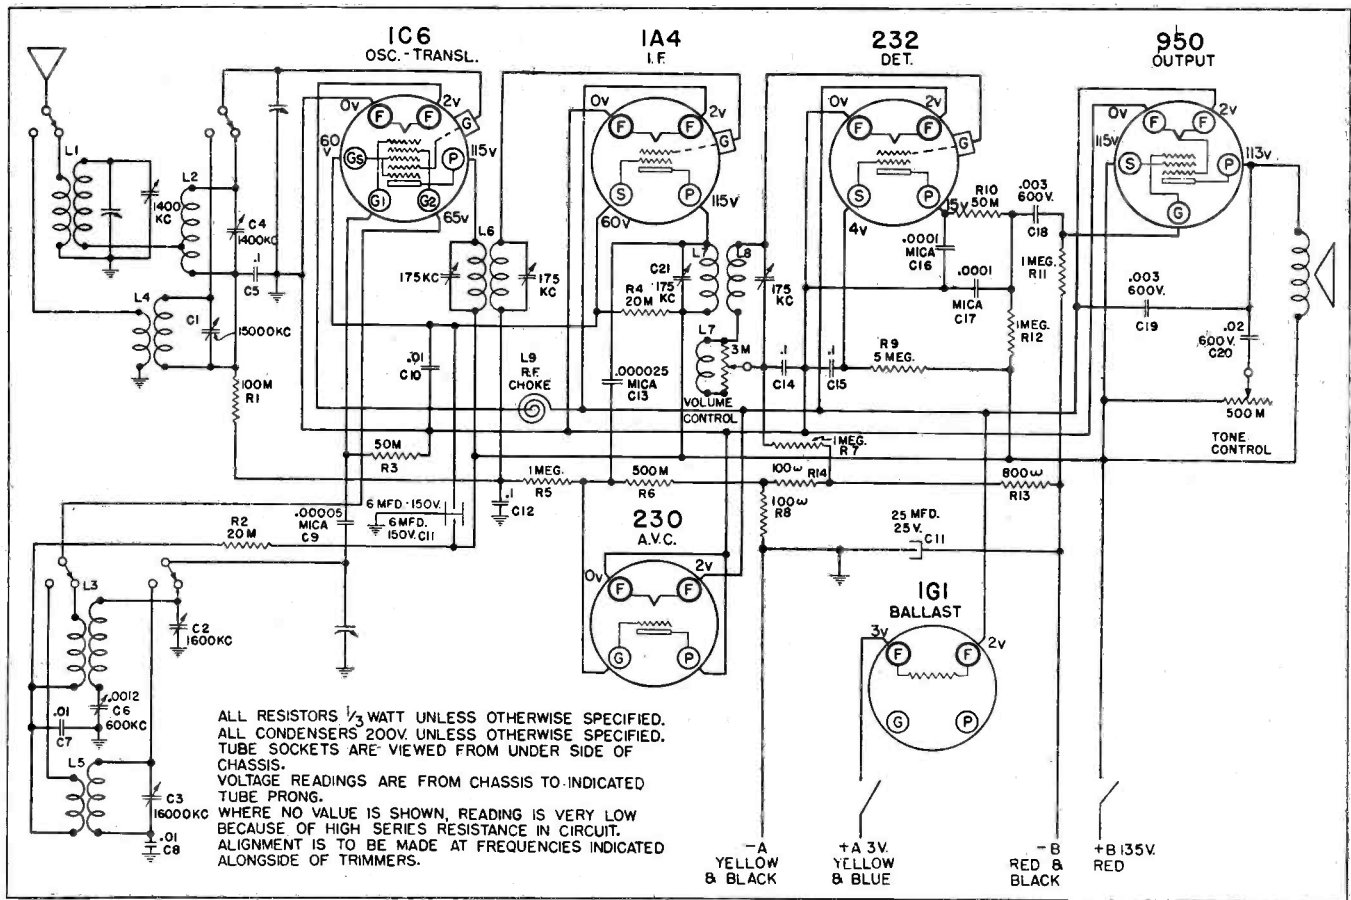 1C6
OSC.-TRANSL.
1A4
I.F.
232
DET.
950
OUTPUT
0v
2v
F
F
G
60
v
GS
P
115v
G1
G2
65v
0v
2v
F
F
G
S
P
60v
115v
0v
2v
F
F
G
S
P
4v
15v
0v
2v
F
F
115v
S
P
113v
G
L1
1400
KC
L2
C4
1400KC
.1
C5
L4
C1
15000KC
100M
R1
L6
175KC
175
KC
.01
C10
L9
R.F.
CHOKE
R4
20M
C21
175
KC
L7
L8
175
KC
.000025
MICA
C13
L7
3M
VOLUME
CONTROL
.1
C14
.1
C15
R9
5 MEG.
.0001
MICA
C16
.0001
MICA
C17
R10
50M
.003
600V.
C18
1MEG.
R11
1MEG.
R12
.003
600V.
C19
.02
600V.
C20
500M
TONE
CONTROL
50M
R3
1MEG.
R5
500M
R6
1MEG.
R7
100ω
R14
100ω
R8
800ω
R13
.1
C12
6 MFD-150V.
6 MFD.
150V. C11
.00005
MICA
C9
R2
20M
25 MFD.
25V.
C11
230
A.V.C.
0v
2v
F
F
G
P
1G1
BALLAST
3v
2v
F
F
G
P
L3
C2
1600KC
.0012
C6
600KC
.01
C7
L5
C3
16000KC
.01
C8
ALL RESISTORS 1/3 WATT UNLESS OTHERWISE SPECIFIED.
ALL CONDENSERS 200V. UNLESS OTHERWISE SPECIFIED.
TUBE SOCKETS ARE VIEWED FROM UNDER SIDE OF
CHASSIS.
VOLTAGE READINGS ARE FROM CHASSIS TO INDICATED
TUBE PRONG.
WHERE NO VALUE IS SHOWN, READING IS VERY LOW
BECAUSE OF HIGH SERIES RESISTANCE IN CIRCUIT.
ALIGNMENT IS TO BE MADE AT FREQUENCIES INDICATED
ALONGSIDE OF TRIMMERS.
-A
YELLOW
& BLACK
+A 3V.
YELLOW
& BLUE
-B
RED &
BLACK
+B 135V.
RED